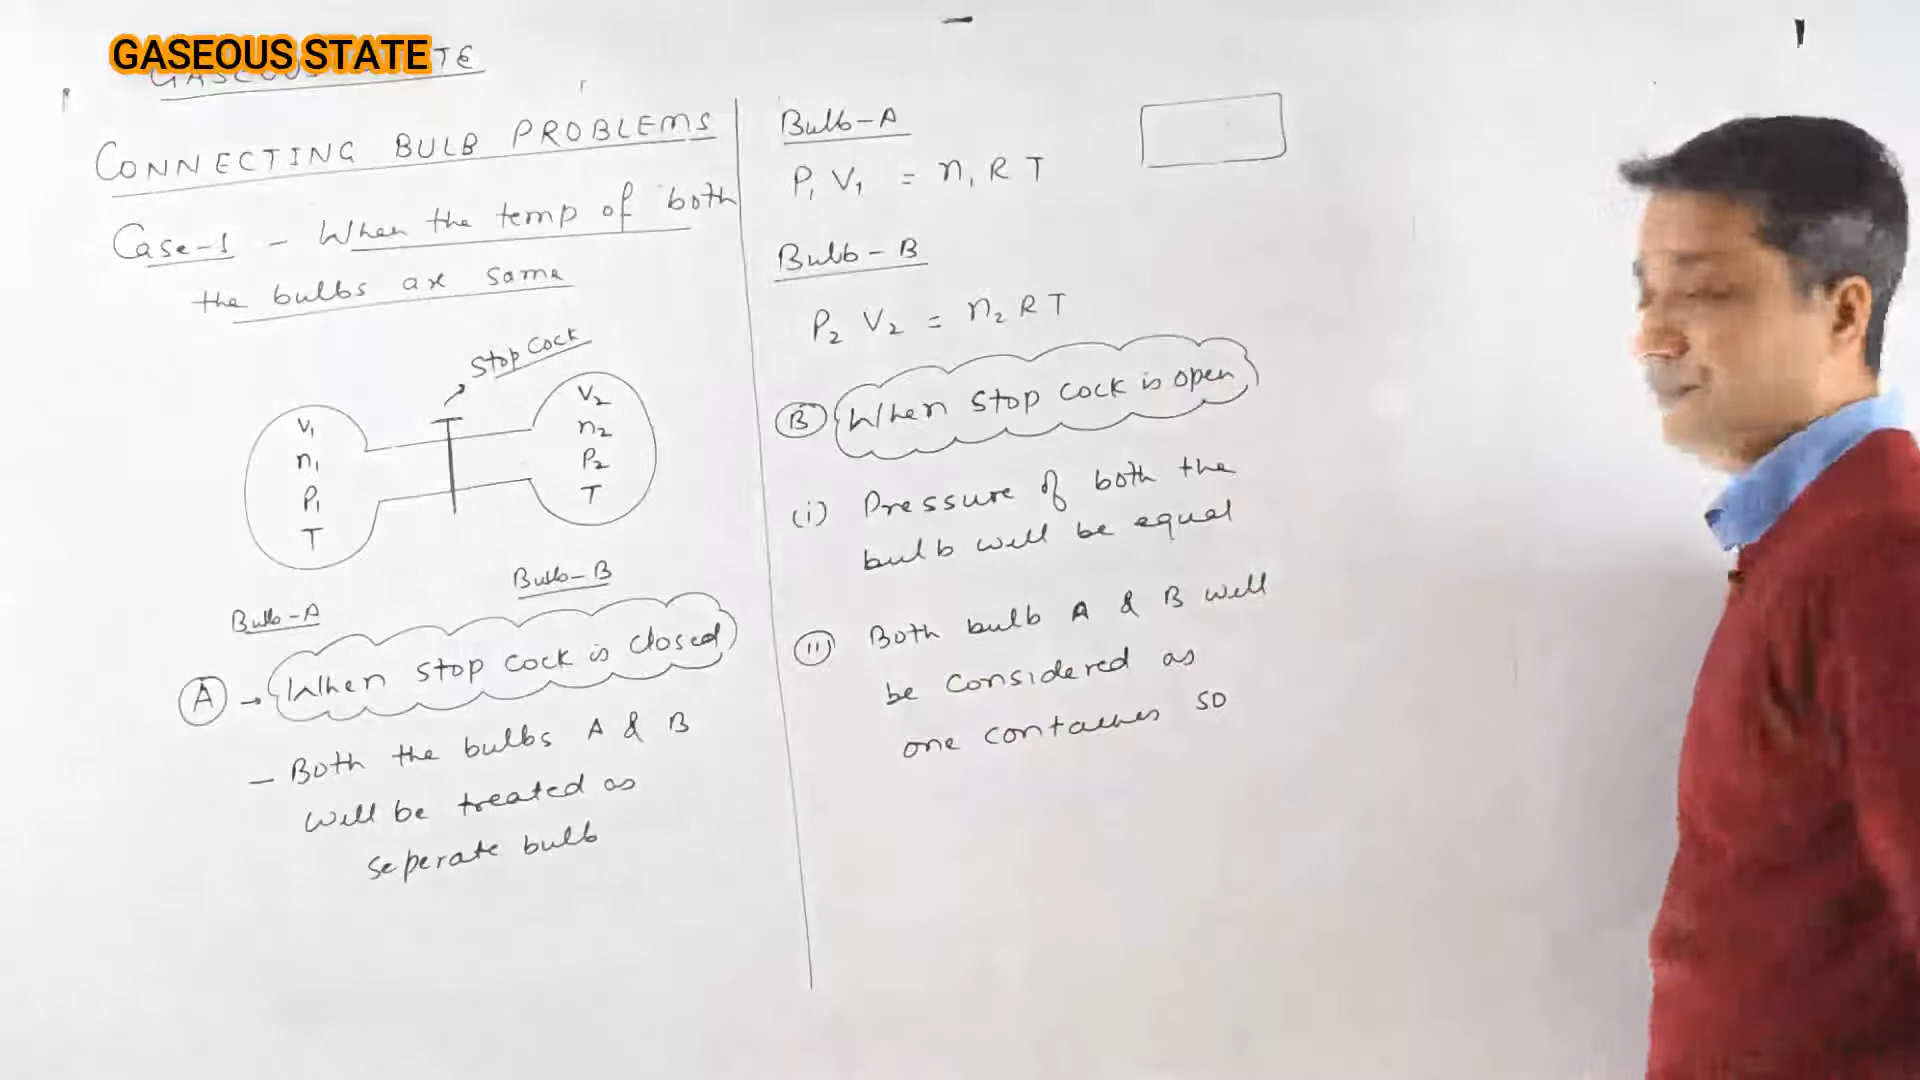 GASEOUS STATE
CONNECTING BULB PROBLEMS
Case-1 - When the temp of both
the bulbs are same
Stop Cock
V1
n1
P1
T
V2
n2
P2
T
Bulb-A
Bulb-B
A → When stop cock is closed
- Both the bulbs A & B
will be treated as
seperate bulb
Bulb-A
P1 V1 = n1 R T
Bulb-B
P2 V2 = n2 R T
B When stop cock is open
(i) Pressure of both the
bulb will be equal
(ii) Both bulb A & B will
be considered as
one container so